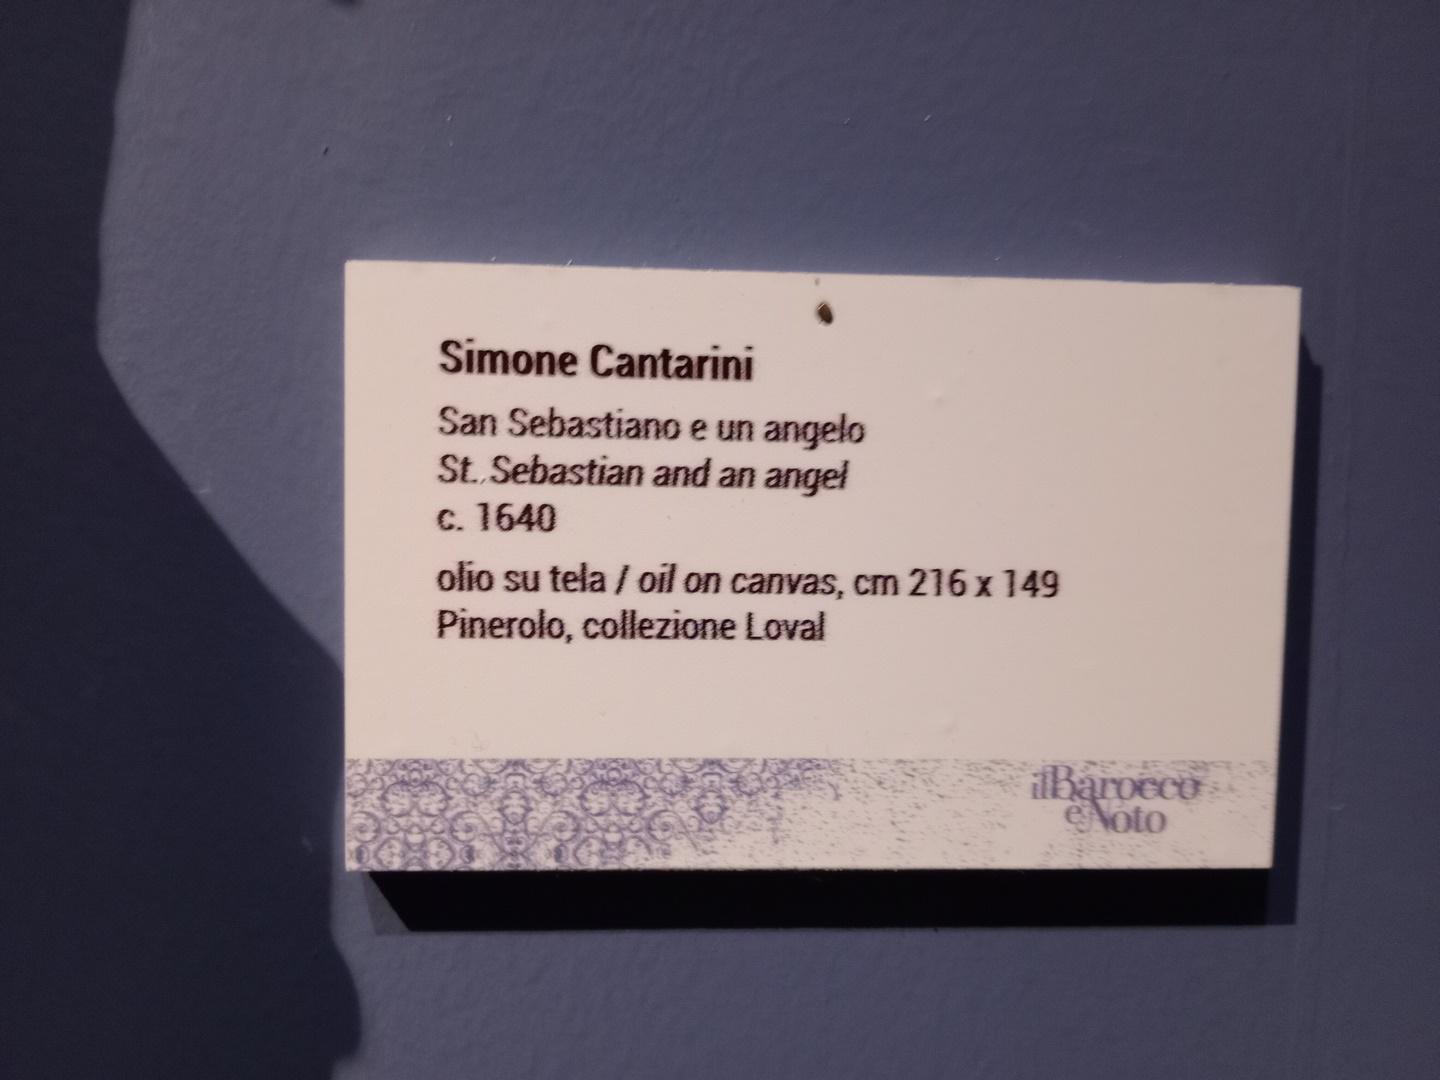 Simone Cantarini
San Sebastiano e un angelo
St. Sebastian and an angel
c. 1640
olio su tela / oil on canvas, cm 216 x 149
Pinerolo, collezione Loval
il Barocco
e Noto